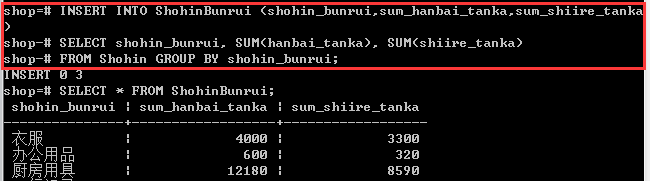 shop=# INSERT INTO ShohinBunrui (shohin_bunrui,sum_hanbai_tanka,sum_shiire_tanka
)
shop-# SELECT shohin_bunrui, SUM(hanbai_tanka), SUM(shiire_tanka)
shop-# FROM Shohin GROUP BY shohin_bunrui;
INSERT 0 3
shop=# SELECT * FROM ShohinBunrui;
shohin_bunrui | sum_hanbai_tanka | sum_shiire_tanka
---------------+------------------+------------------
衣服 | 4000 | 3300
办公用品 | 600 | 320
厨房用具 | 12180 | 8590